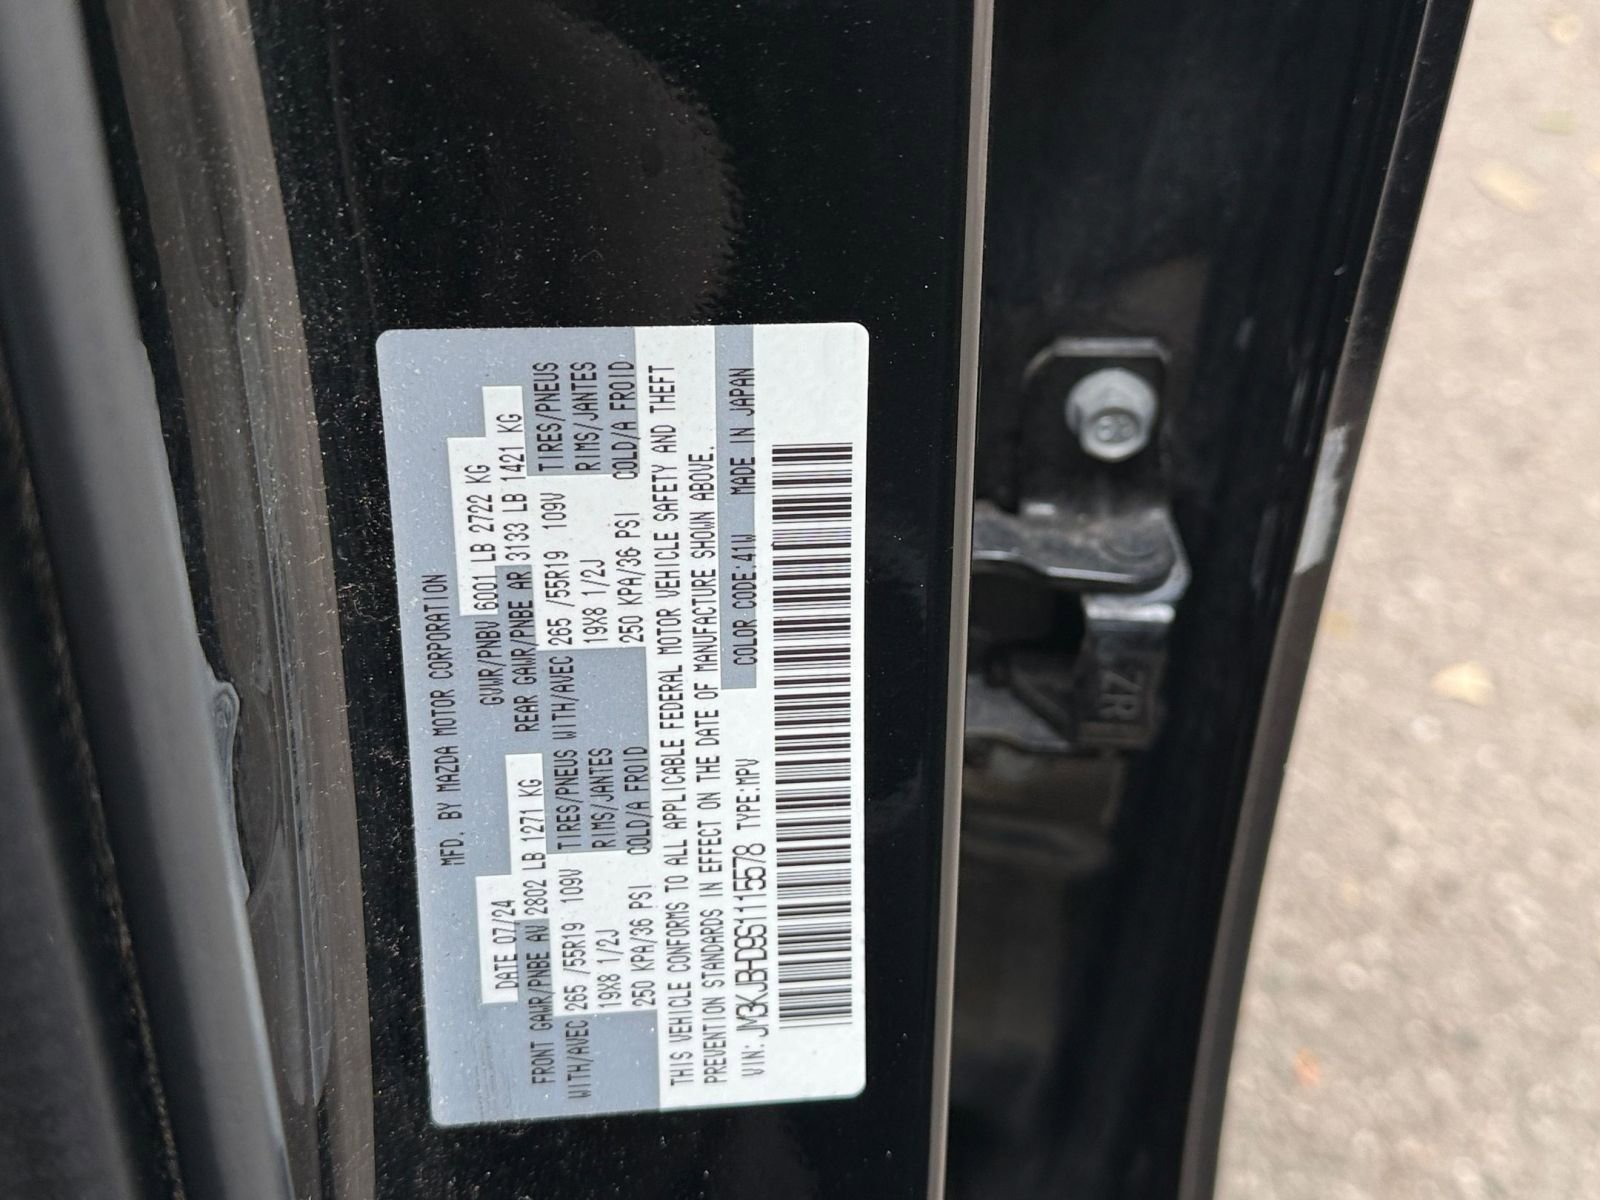 MFD. BY MAZDA MOTOR CORPORATION
DATE 07/24 GVWR/PNBV 6001 LB 2722 KG
FRONT GAWR/PNBE AV 2802 LB 1271 KG REAR GAWR/PNBE AR 3133 LB 1421 KG
WITH/AVEC 265 /55R19 109V TIRES/PNEUS WITH/AVEC 265 /55R19 109V TIRES/PNEUS
19X8 1/2J RIMS/JANTES 19X8 1/2J RIMS/JANTES
250 KPA/36 PSI COLD/A FROID 250 KPA/36 PSI COLD/A FROID
THIS VEHICLE CONFORMS TO ALL APPLICABLE FEDERAL MOTOR VEHICLE SAFETY AND THEFT
PREVENTION STANDARDS IN EFFECT ON THE DATE OF MANUFACTURE SHOWN ABOVE.
VIN: JM3KJBHD9S1115578 TYPE:MPV COLOR CODE:41W MADE IN JAPAN
ZR